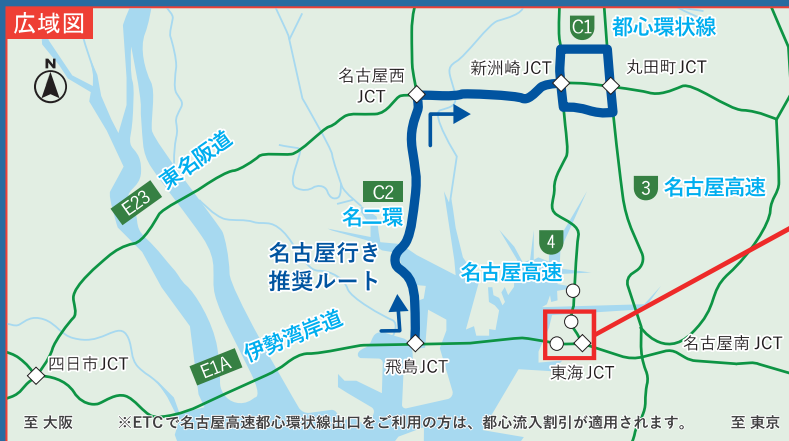 広域図
N
C1
都心環状線
名古屋西
JCT
新洲崎JCT
丸田町JCT
E23
東名阪道
C2
名二環
3
名古屋高速
名古屋行き
推奨ルート
4
名古屋高速
E1A
伊勢湾岸道
四日市JCT
飛島JCT
東海JCT
名古屋南JCT
至 大阪
※ETCで名古屋高速都心環状線出口をご利用の方は、都心流入割引が適用されます。
至 東京